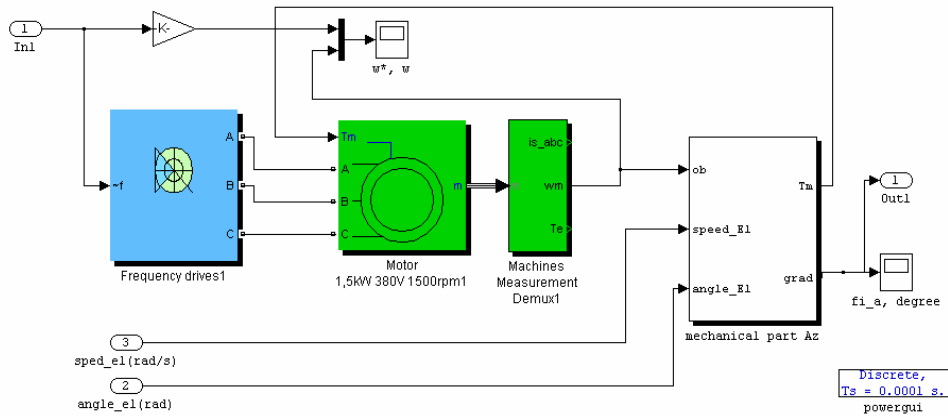 1
In1
K-
w*, w
Tm
A
B
C
~f
A
B
C
m
Frequency drives1
Motor
1,5kW 380V 1500rpm1
m
is_abc
wm
Te
Machines
Measurement
Demux1
ob
speed_El
angle_El
Tm
grad
mechanical part Az
1
Out1
fi_a, degree
3
sped_el(rad/s)
2
angle_el(rad)
Discrete,
Ts = 0.0001 s.
powergui